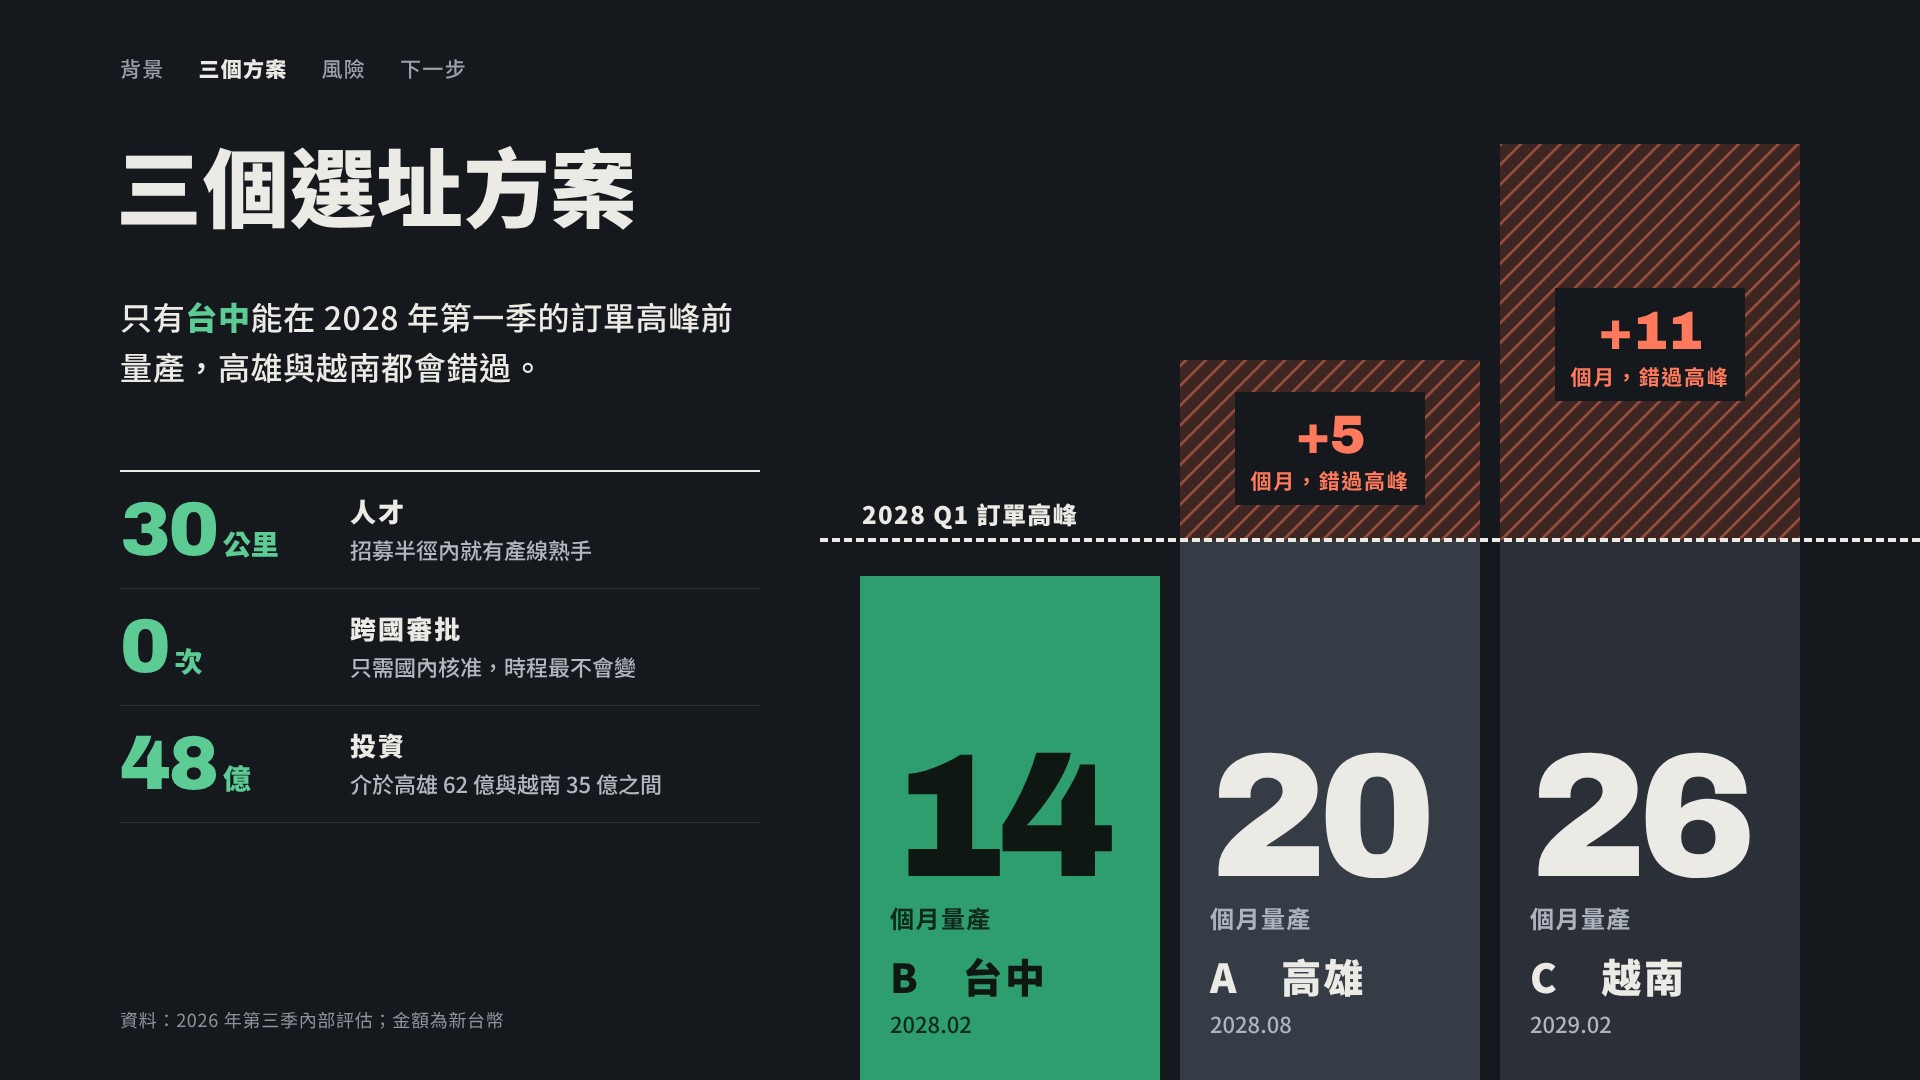 背景 三個方案 風險 下一步
三個選址方案
只有台中能在 2028 年第一季的訂單高峰前
量產，高雄與越南都會錯過。
30 公里
人才
招募半徑內就有產線熟手
0 次
跨國審批
只需國內核准，時程最不會變
48 億
投資
介於高雄 62 億與越南 35 億之間
資料：2026 年第三季內部評估；金額為新台幣
2028 Q1 訂單高峰
14
個月量產
B 台中
2028.02
+5
個月，錯過高峰
20
個月量產
A 高雄
2028.08
+11
個月，錯過高峰
26
個月量產
C 越南
2029.02